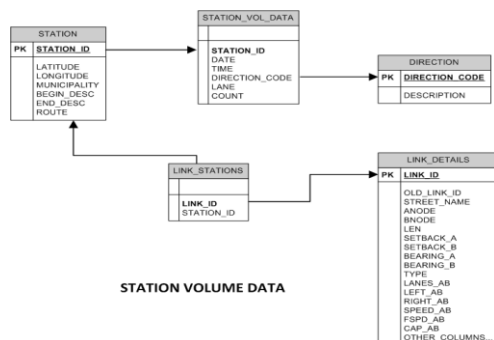 STATION
PK STATION_ID
LATITUDE
LONGITUDE
MUNICIPALITY
BEGIN_DESC
END_DESC
ROUTE
STATION_VOL_DATA
STATION_ID
DATE
TIME
DIRECTION_CODE
LANE
COUNT
DIRECTION
PK DIRECTION_CODE
DESCRIPTION
LINK_STATIONS
LINK_ID
STATION_ID
LINK_DETAILS
PK LINK_ID
OLD_LINK_ID
STREET_NAME
ANODE
BNODE
LEN
SETBACK_A
SETBACK_B
BEARING_A
BEARING_B
TYPE
LANES_AB
LEFT_AB
RIGHT_AB
SPEED_AB
FSPD_AB
CAP_AB
OTHER_COLUMNS...
STATION VOLUME DATA